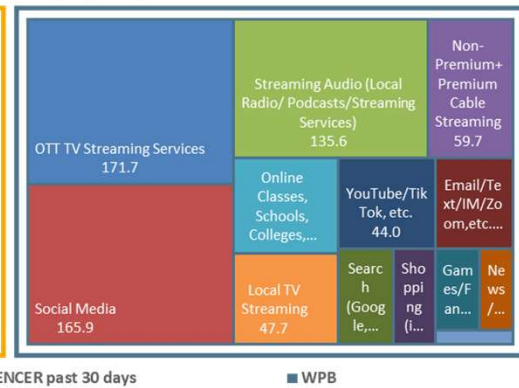 OTT TV Streaming Services
171.7
Social Media
165.9
Streaming Audio (Local
Radio/ Podcasts/Streaming
Services)
135.6
Non-
Premium+
Premium
Cable
Streaming
59.7
Online
Classes,
Schools,
Colleges,...
YouTube/Tik
Tok, etc.
44.0
Email/Te
xt/IM/Zo
om,etc....
Local TV
Streaming
47.7
Searc
h
(Goog
le,...
Sho
ppi
ng
(i...
Gam
es/F
an...
Ne
ws
/...
ENCER past 30 days
WPB